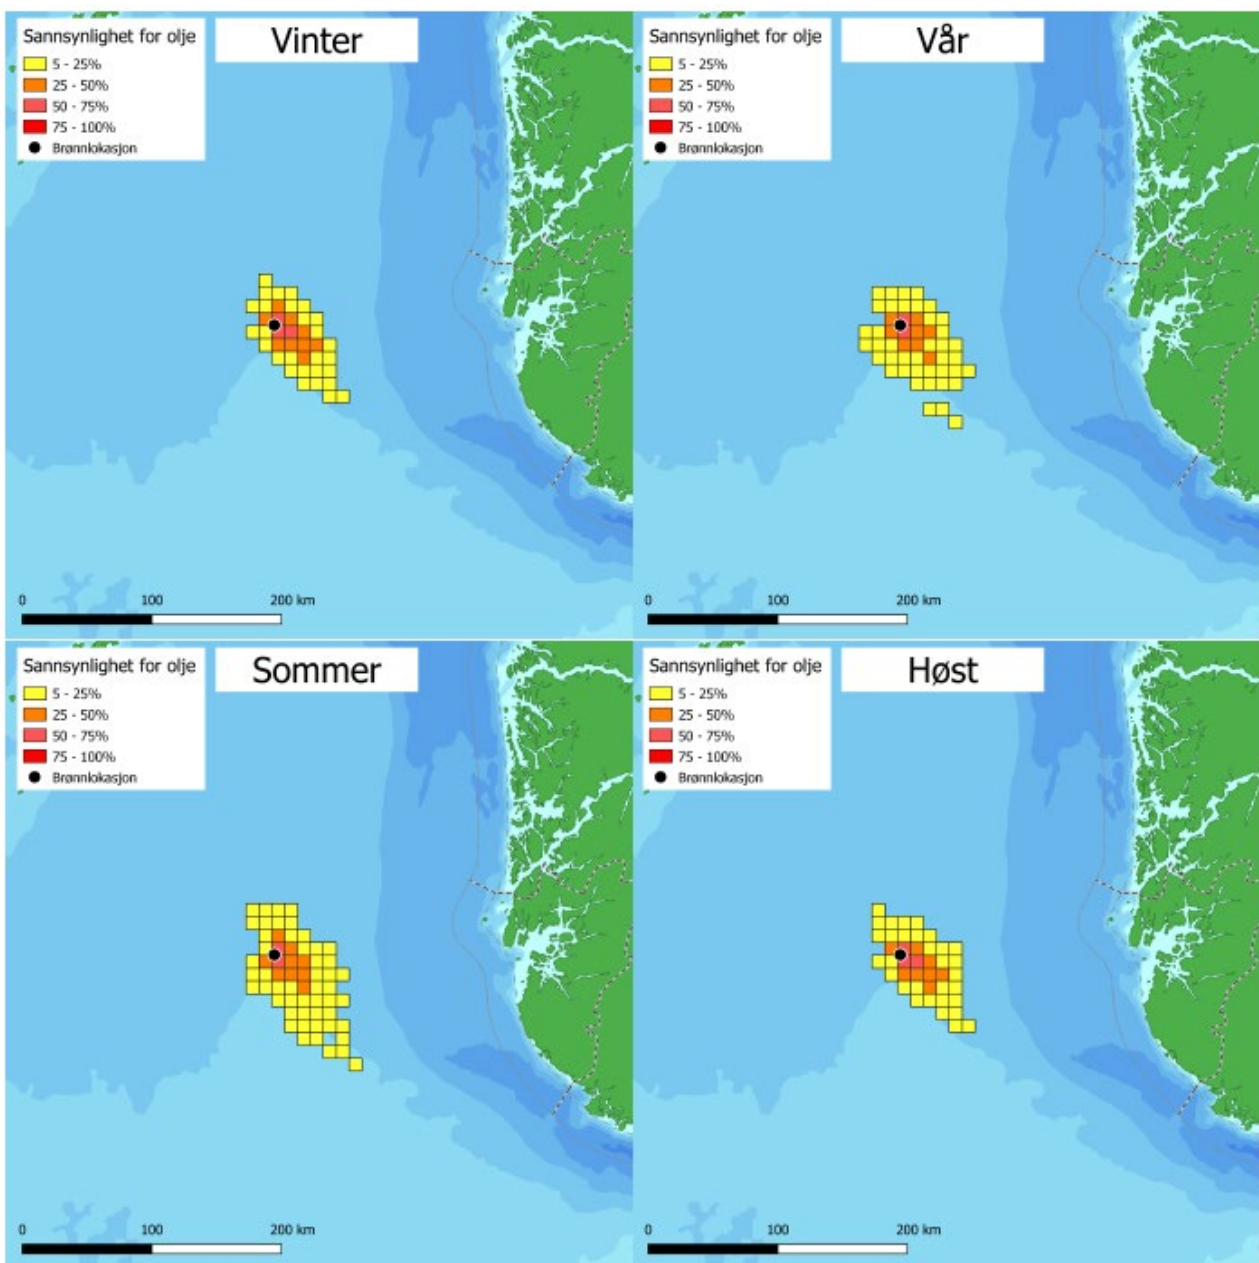 Sannsynlighet for olje
5 - 25%
25 - 50%
50 - 75%
75 - 100%
Brønnlokasjon
Vinter
0 100 200 km
Sannsynlighet for olje
5 - 25%
25 - 50%
50 - 75%
75 - 100%
Brønnlokasjon
Vår
0 100 200 km
Sannsynlighet for olje
5 - 25%
25 - 50%
50 - 75%
75 - 100%
Brønnlokasjon
Sommer
0 100 200 km
Sannsynlighet for olje
5 - 25%
25 - 50%
50 - 75%
75 - 100%
Brønnlokasjon
Høst
0 100 200 km